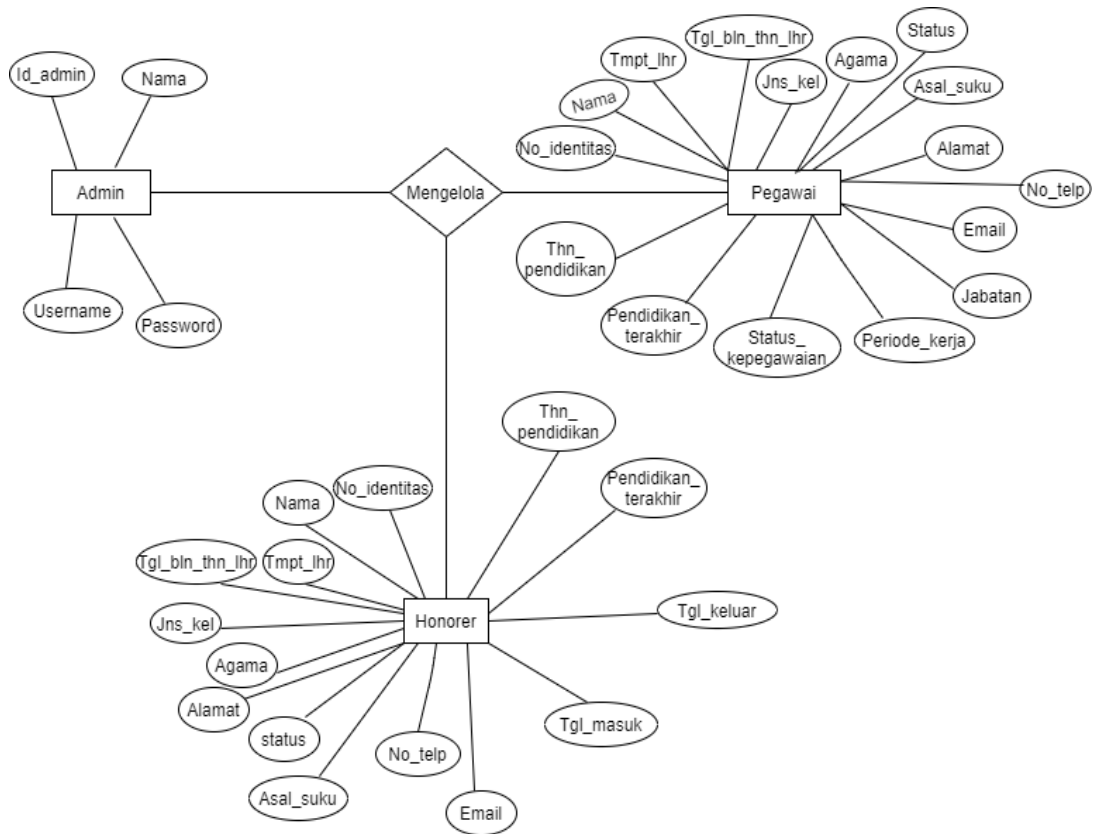 Id_admin
Nama
Admin
Username
Password
Mengelola
Tgl_bln_thn_lhr
Status
Tmpt_lhr
Agama
Jns_kel
Asal_suku
Nama
No_identitas
Alamat
Pegawai
No_telp
Email
Thn_
pendidikan
Jabatan
Pendidikan_
terakhir
Status_
kepegawaian
Periode_kerja
Thn_
pendidikan
No_identitas
Pendidikan_
terakhir
Nama
Tgl_bln_thn_lhr
Tmpt_lhr
Jns_kel
Honorer
Tgl_keluar
Agama
Alamat
status
No_telp
Tgl_masuk
Asal_suku
Email